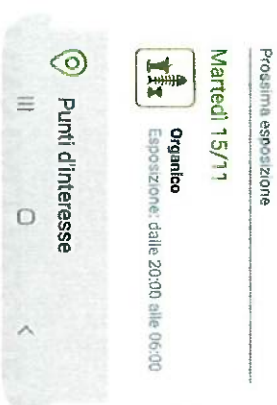 Prossima esposizione
Martedì 15/11
Organico
Esposizione: dalle 20:00 alle 06:00
Punti d'interesse